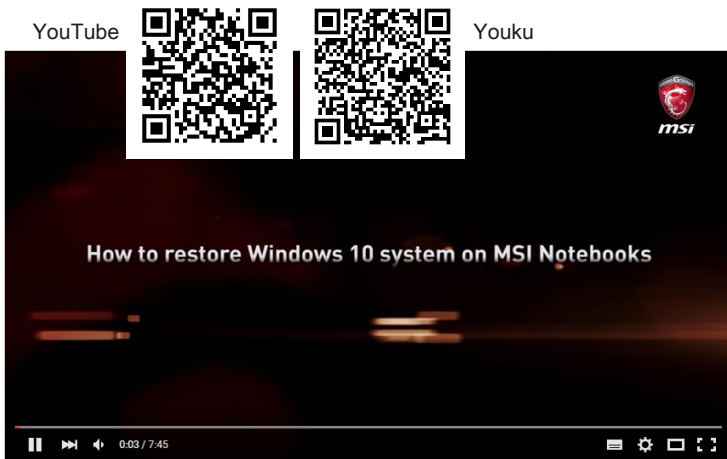 YouTube
Youku
msi
How to restore Windows 10 system on MSI Notebooks
0:03 / 7:45